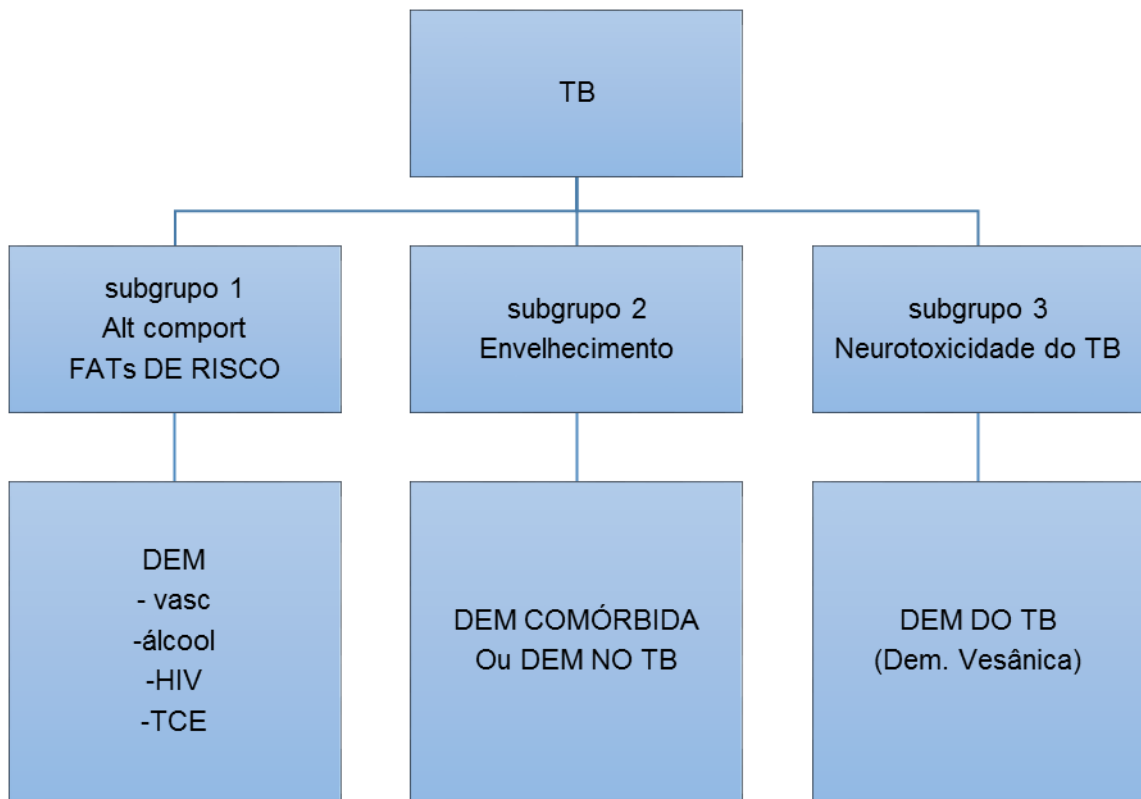 TB
subgrupo 1
Alt comport
FATs DE RISCO
subgrupo 2
Envelhecimento
subgrupo 3
Neurotoxicidade do TB
DEM
- vasc
-álcool
-HIV
-TCE
DEM COMÓRBIDA
Ou DEM NO TB
DEM DO TB
(Dem. Vesânica)